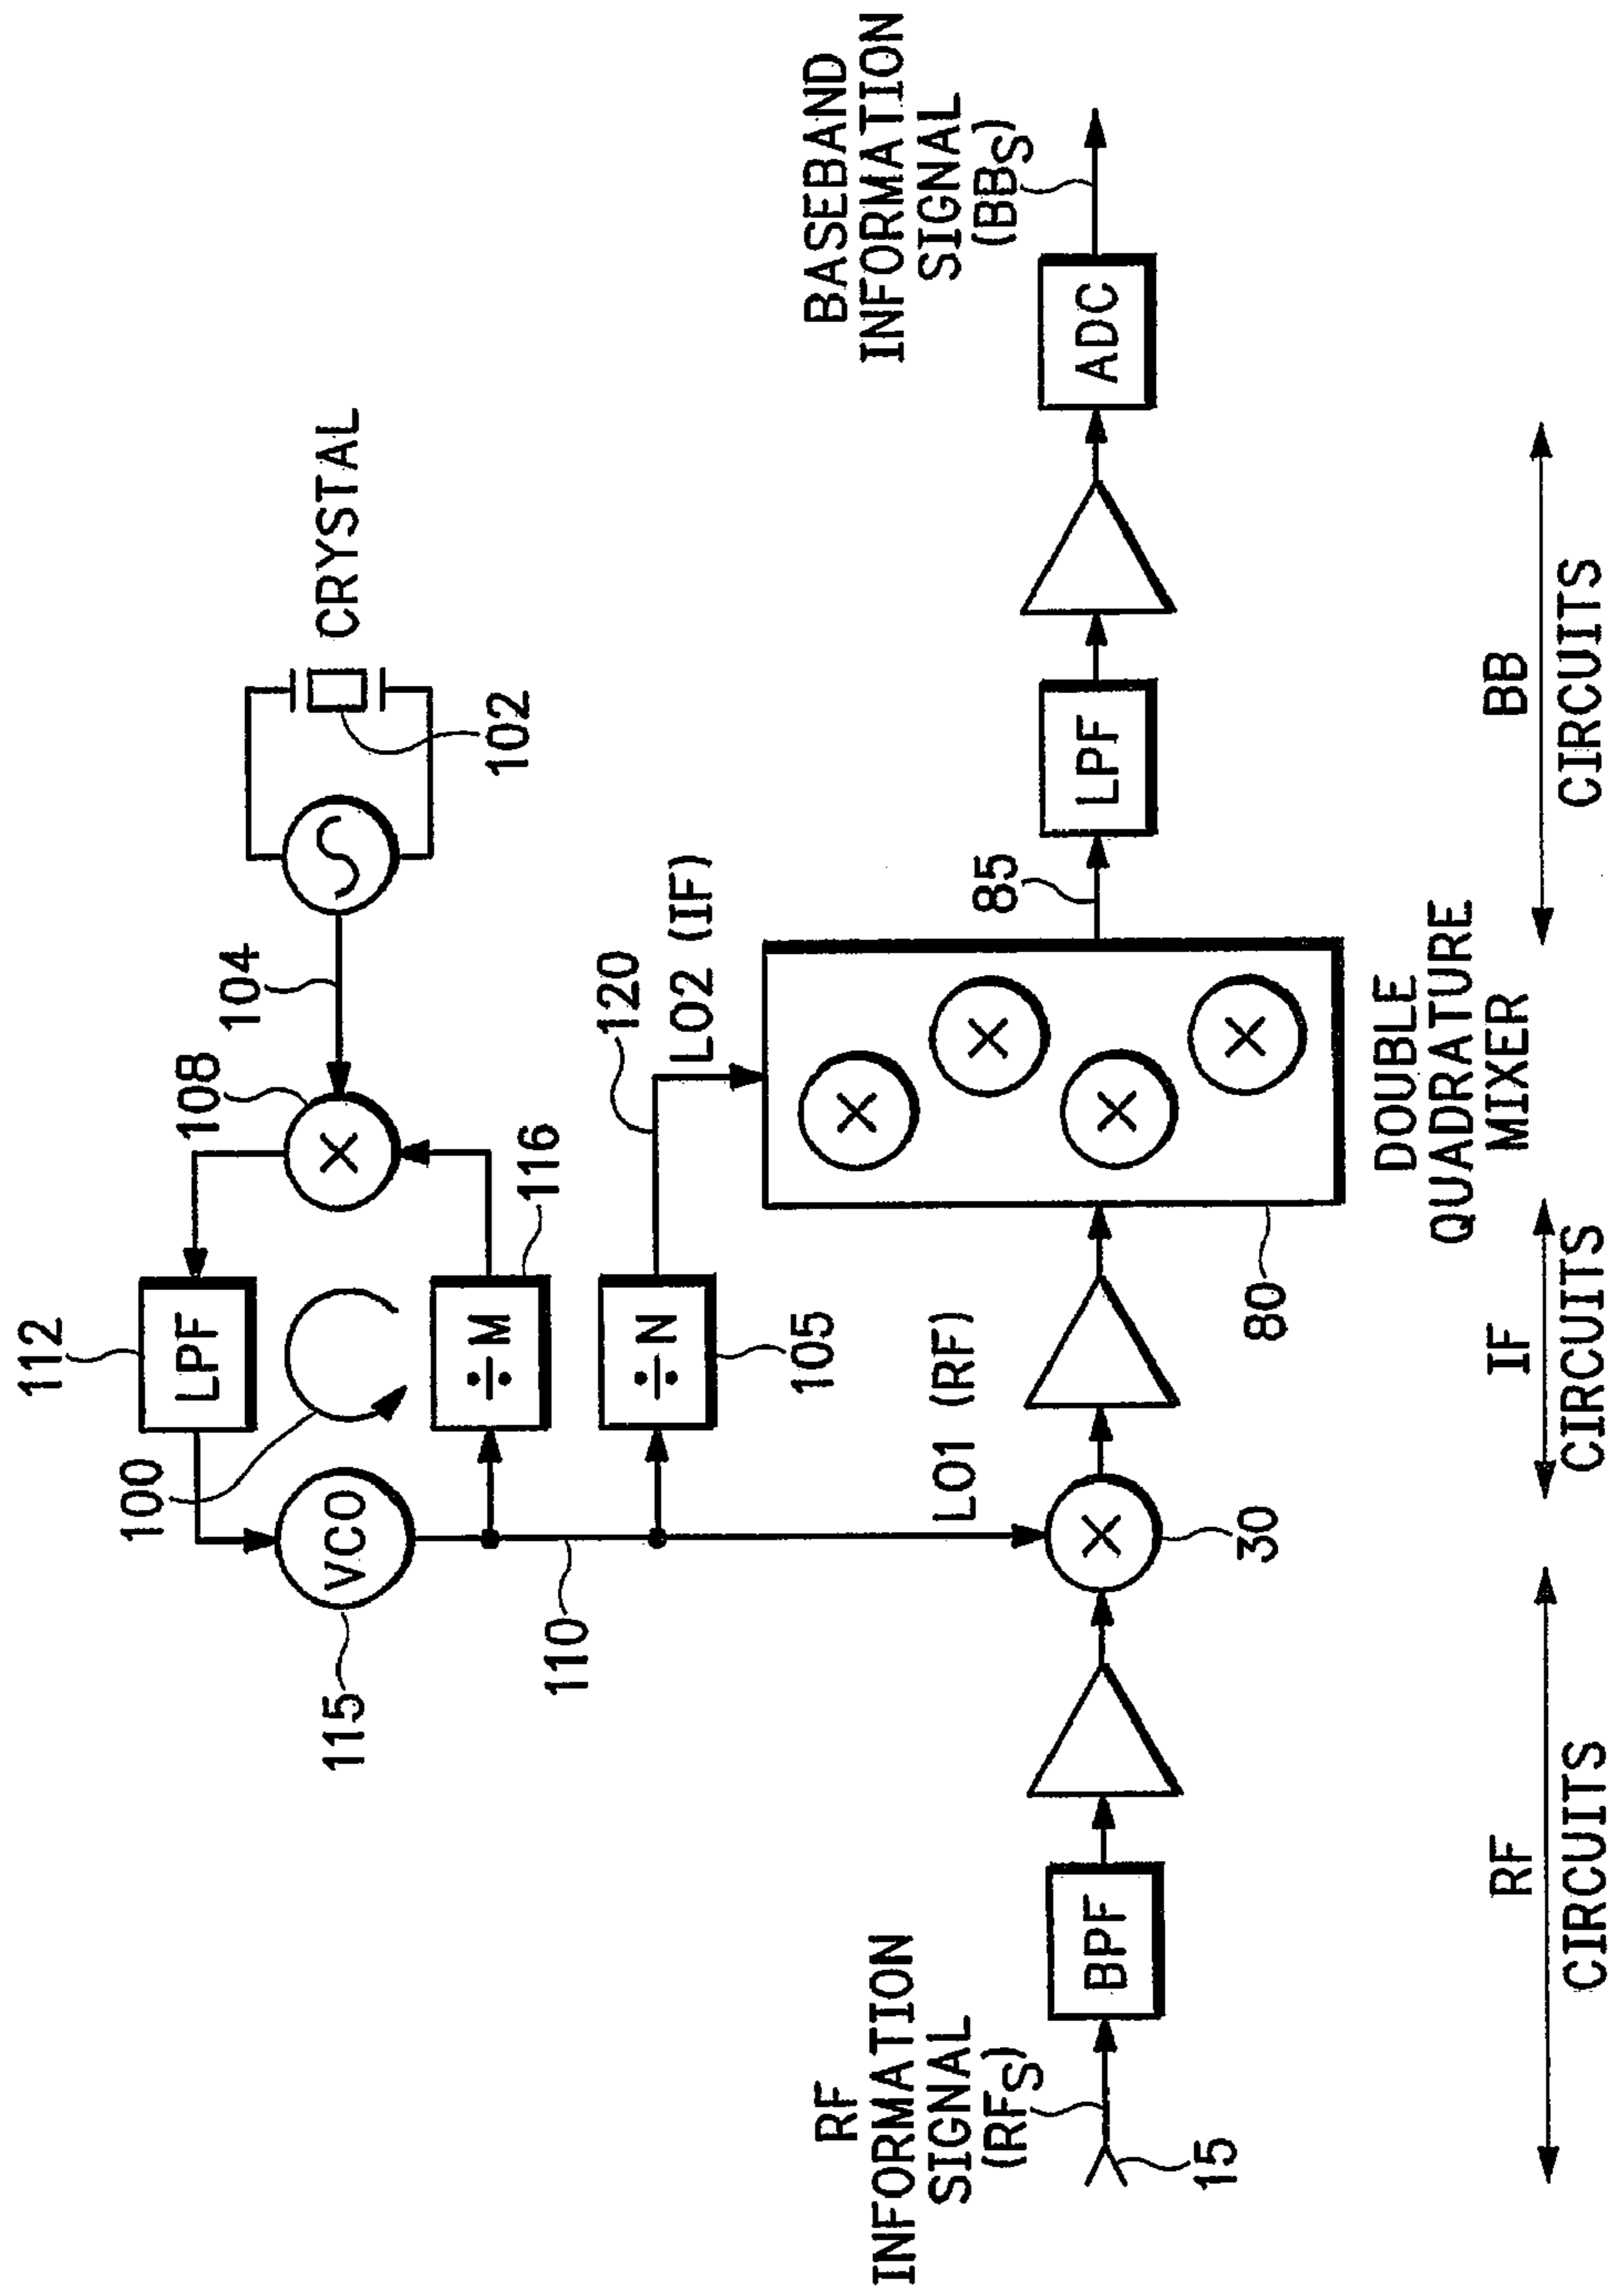 112
LPF
108
104
CRYSTAL
102
100
VCO
115
÷M
116
÷N
105
120
LO2 (IF)
110
LO1 (RF)
RF
INFORMATION
SIGNAL
(RFS)
15
BPF
30
80
DOUBLE
QUADRATURE
MIXER
85
LPF
ADC
BASEBAND
INFORMATION
SIGNAL
(BBS)
RF
CIRCUITS
IF
CIRCUITS
BB
CIRCUITS